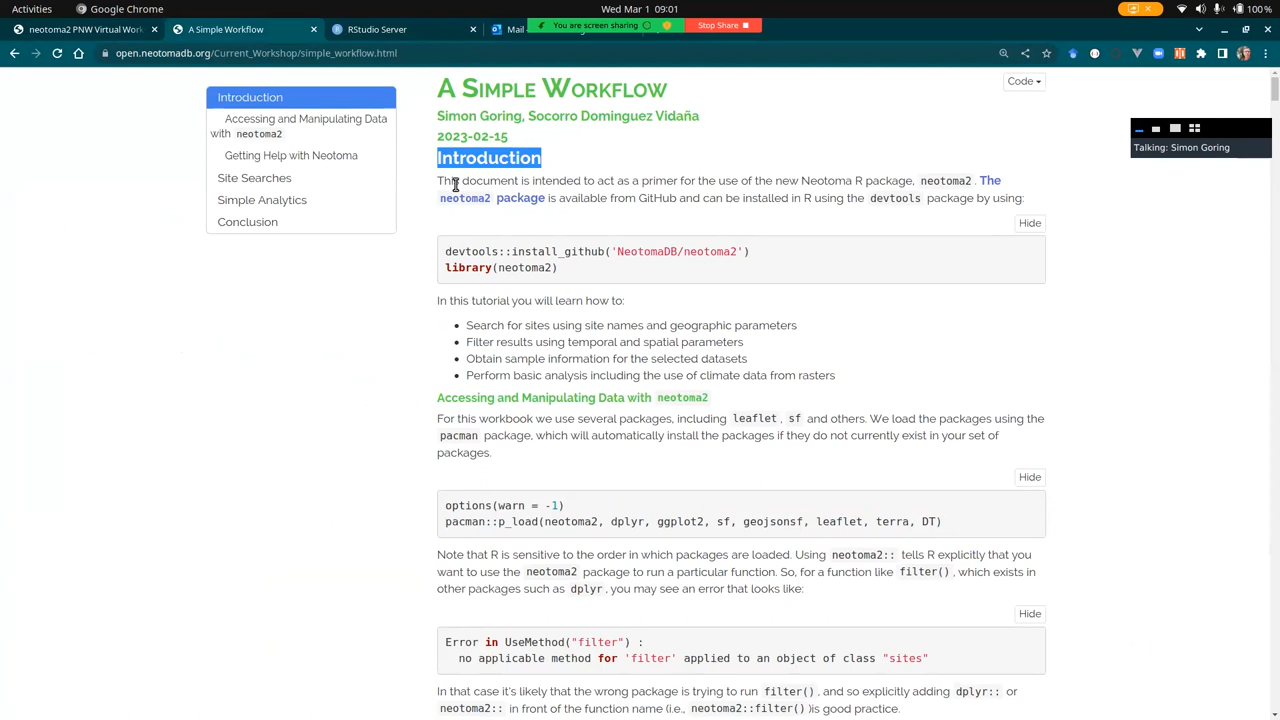 Activities
Google Chrome
Wed Mar 1 09:01
100 %
neotoma2 PNW Virtual Work
A Simple Workflow
RStudio Server
Mail
You are screen sharing
Stop Share
open.neotomadb.org/Current_Workshop/simple_workflow.html
Introduction
Accessing and Manipulating Data
with neotoma2
Getting Help with Neotoma
Site Searches
Simple Analytics
Conclusion
A Simple Workflow
Code
Simon Goring, Socorro Dominguez Vidaña
2023-02-15
Talking: Simon Goring
Introduction
This document is intended to act as a primer for the use of the new Neotoma R package, neotoma2. The
neotoma2 package is available from GitHub and can be installed in R using the devtools package by using:
Hide
devtools::install_github('NeotomaDB/neotoma2')
library(neotoma2)
In this tutorial you will learn how to:
• Search for sites using site names and geographic parameters
• Filter results using temporal and spatial parameters
• Obtain sample information for the selected datasets
• Perform basic analysis including the use of climate data from rasters
Accessing and Manipulating Data with neotoma2
For this workbook we use several packages, including leaflet, sf and others. We load the packages using the
pacman package, which will automatically install the packages if they do not currently exist in your set of
packages.
Hide
options(warn = -1)
pacman::p_load(neotoma2, dplyr, ggplot2, sf, geojsonsf, leaflet, terra, DT)
Note that R is sensitive to the order in which packages are loaded. Using neotoma2:: tells R explicitly that you
want to use the neotoma2 package to run a particular function. So, for a function like filter(), which exists in
other packages such as dplyr, you may see an error that looks like:
Hide
Error in UseMethod("filter") :
no applicable method for 'filter' applied to an object of class "sites"
In that case it's likely that the wrong package is trying to run filter(), and so explicitly adding dplyr:: or
neotoma2:: in front of the function name (i.e., neotoma2::filter())is good practice.